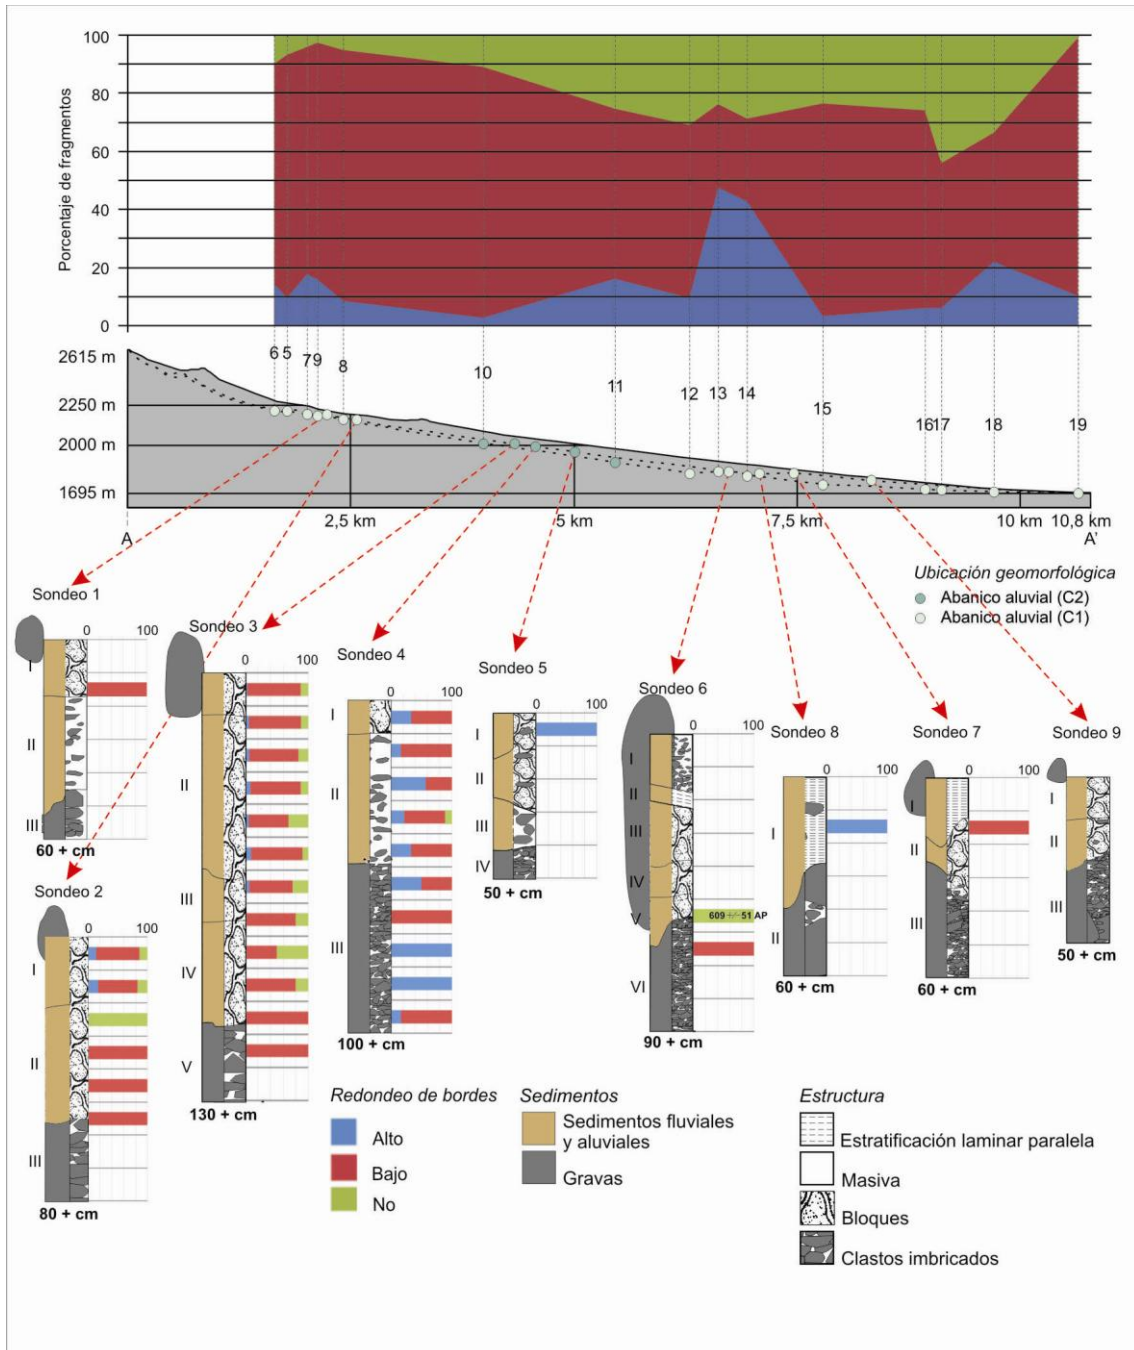 Porcentaje de fragmentos
100
80
60
40
20
0
6 5 7 9 8 10 11 12 13 14 15 16 17 18 19
2615 m
2250 m
2000 m
1695 m
2,5 km
5 km
7,5 km
10 km
10,8 km
A
A'
Ubicación geomorfológica
Abanico aluvial (C2)
Abanico aluvial (C1)
Sondeo 1
0 100
I
II
III
60 + cm
Sondeo 2
0 100
I
II
III
80 + cm
Sondeo 3
0 100
II
III
IV
V
130 + cm
Sondeo 4
0 100
I
II
III
100 + cm
Sondeo 5
0 100
I
II
III
IV
50 + cm
Sondeo 6
0 100
I
II
III
IV
V
609 +/- 51 AP
VI
90 + cm
Sondeo 8
0 100
I
II
60 + cm
Sondeo 7
0 100
I
II
III
60 + cm
Sondeo 9
0 100
I
II
III
50 + cm
Redondeo de bordes
Alto
Bajo
No
Sedimentos
Sedimentos fluviales
y aluviales
Gravas
Estructura
Estratificación laminar paralela
Masiva
Bloques
Clastos imbricados